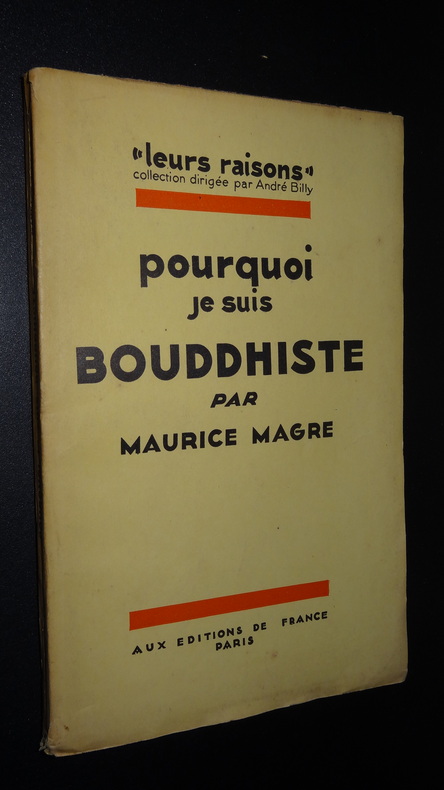 "leurs raisons"
collection dirigée par André Billy
pourquoi
je suis
BOUDDHISTE
PAR
MAURICE MAGRE
AUX EDITIONS DE FRANCE
PARIS